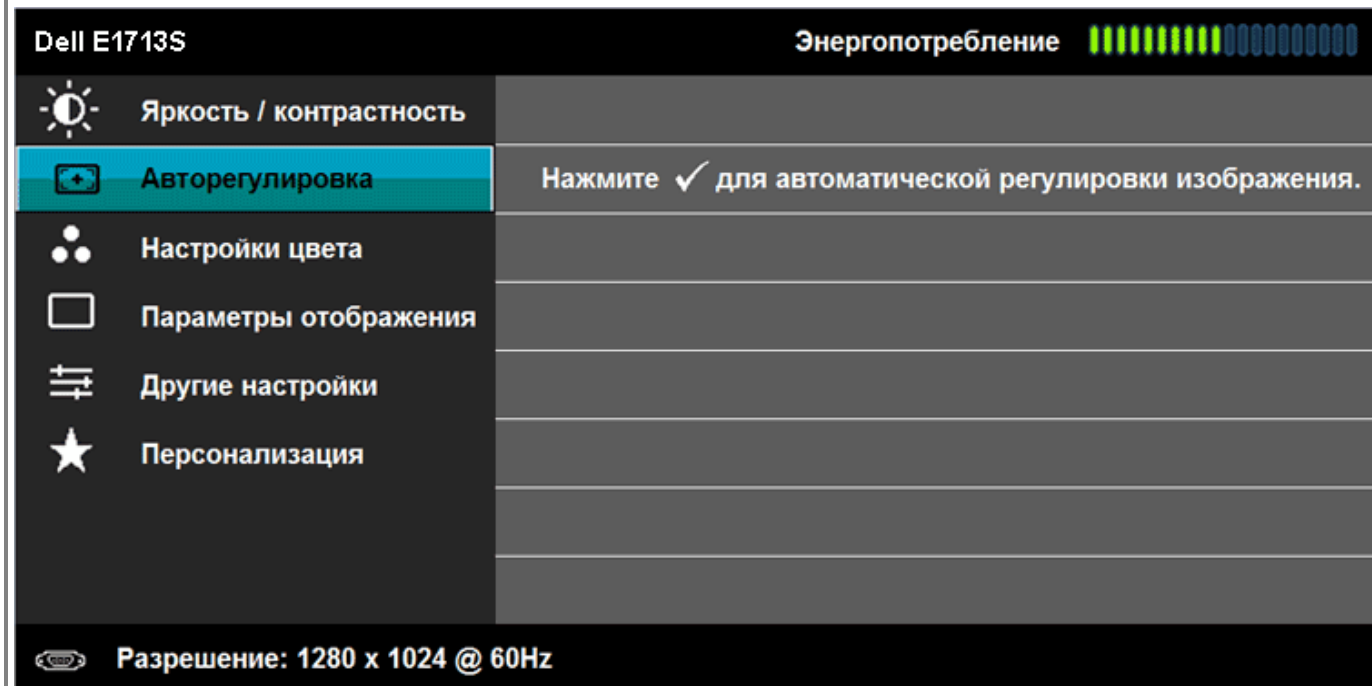 Dell E1713S Энергопотребление
Яркость / контрастность
Авторегулировка Нажмите ✓ для автоматической регулировки изображения.
Настройки цвета
Параметры отображения
Другие настройки
Персонализация
Разрешение: 1280 x 1024 @ 60Hz